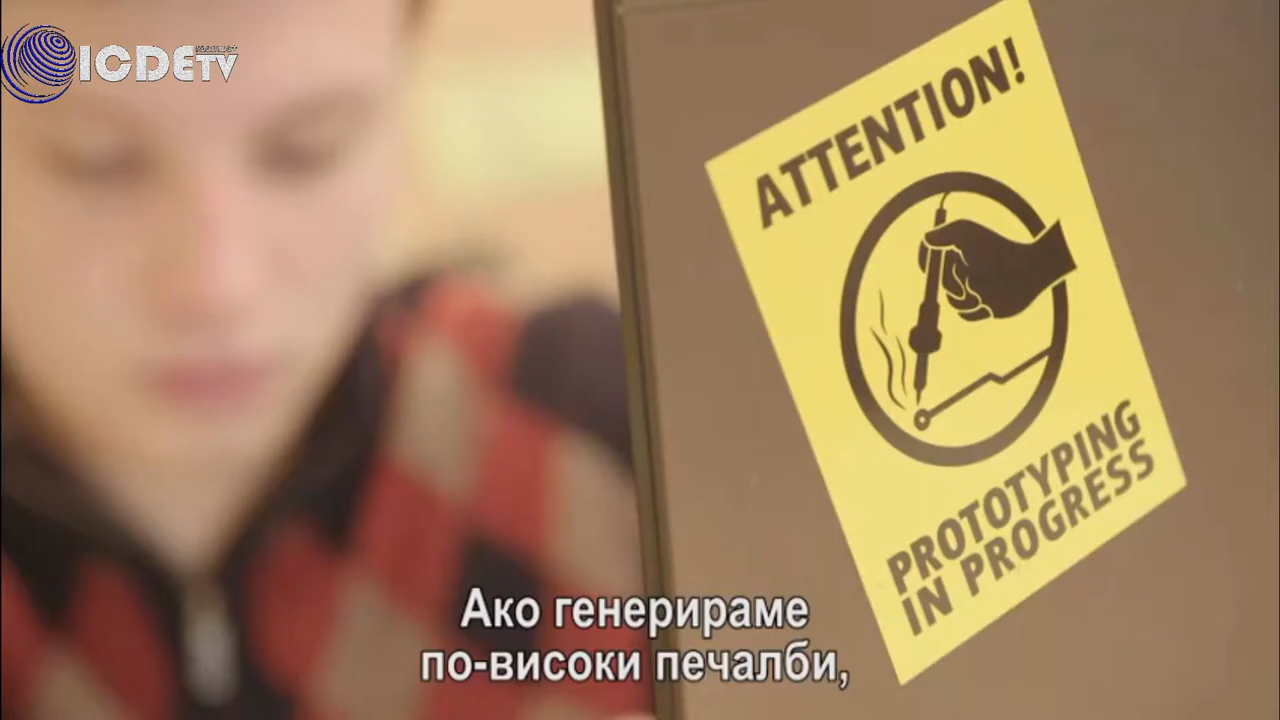 ICDETV
ATTENTION!
PROTOTYPING
IN PROGRESS
Ако генерираме
по-високи печалби,